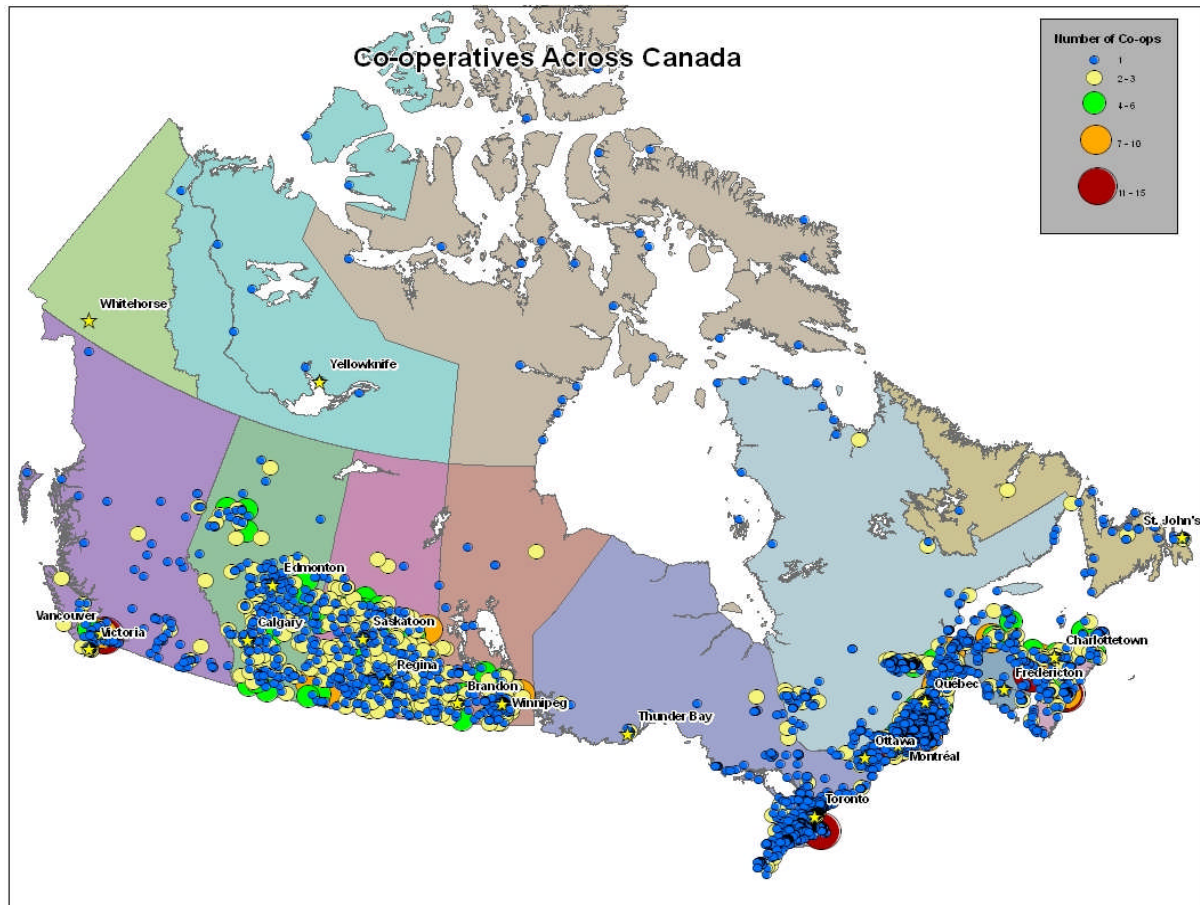 Co-operatives Across Canada
Number of Co-ops
1
2 - 3
4 - 6
7 - 10
11 - 15
Whitehorse
Yellowknife
St. John's
Edmonton
Vancouver
Victoria
Calgary
Saskatoon
Charlottetown
Regina
Fredericton
Québec
Brandon
Winnipeg
Thunder Bay
Ottawa
Montréal
Toronto